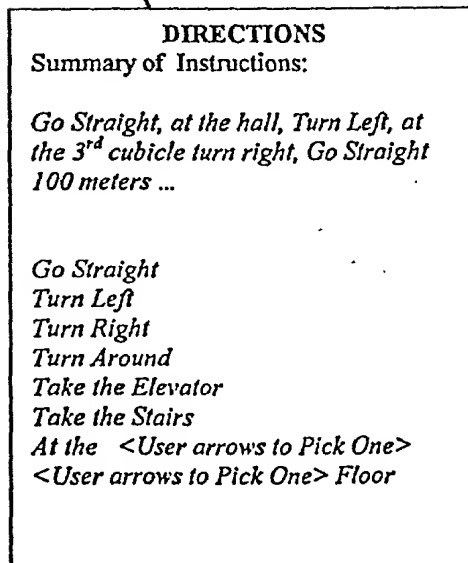 DIRECTIONS
Summary of Instructions:
Go Straight, at the hall, Turn Left, at
the 3rd cubicle turn right, Go Straight
100 meters ...
Go Straight
Turn Left
Turn Right
Turn Around
Take the Elevator
Take the Stairs
At the <User arrows to Pick One>
<User arrows to Pick One> Floor